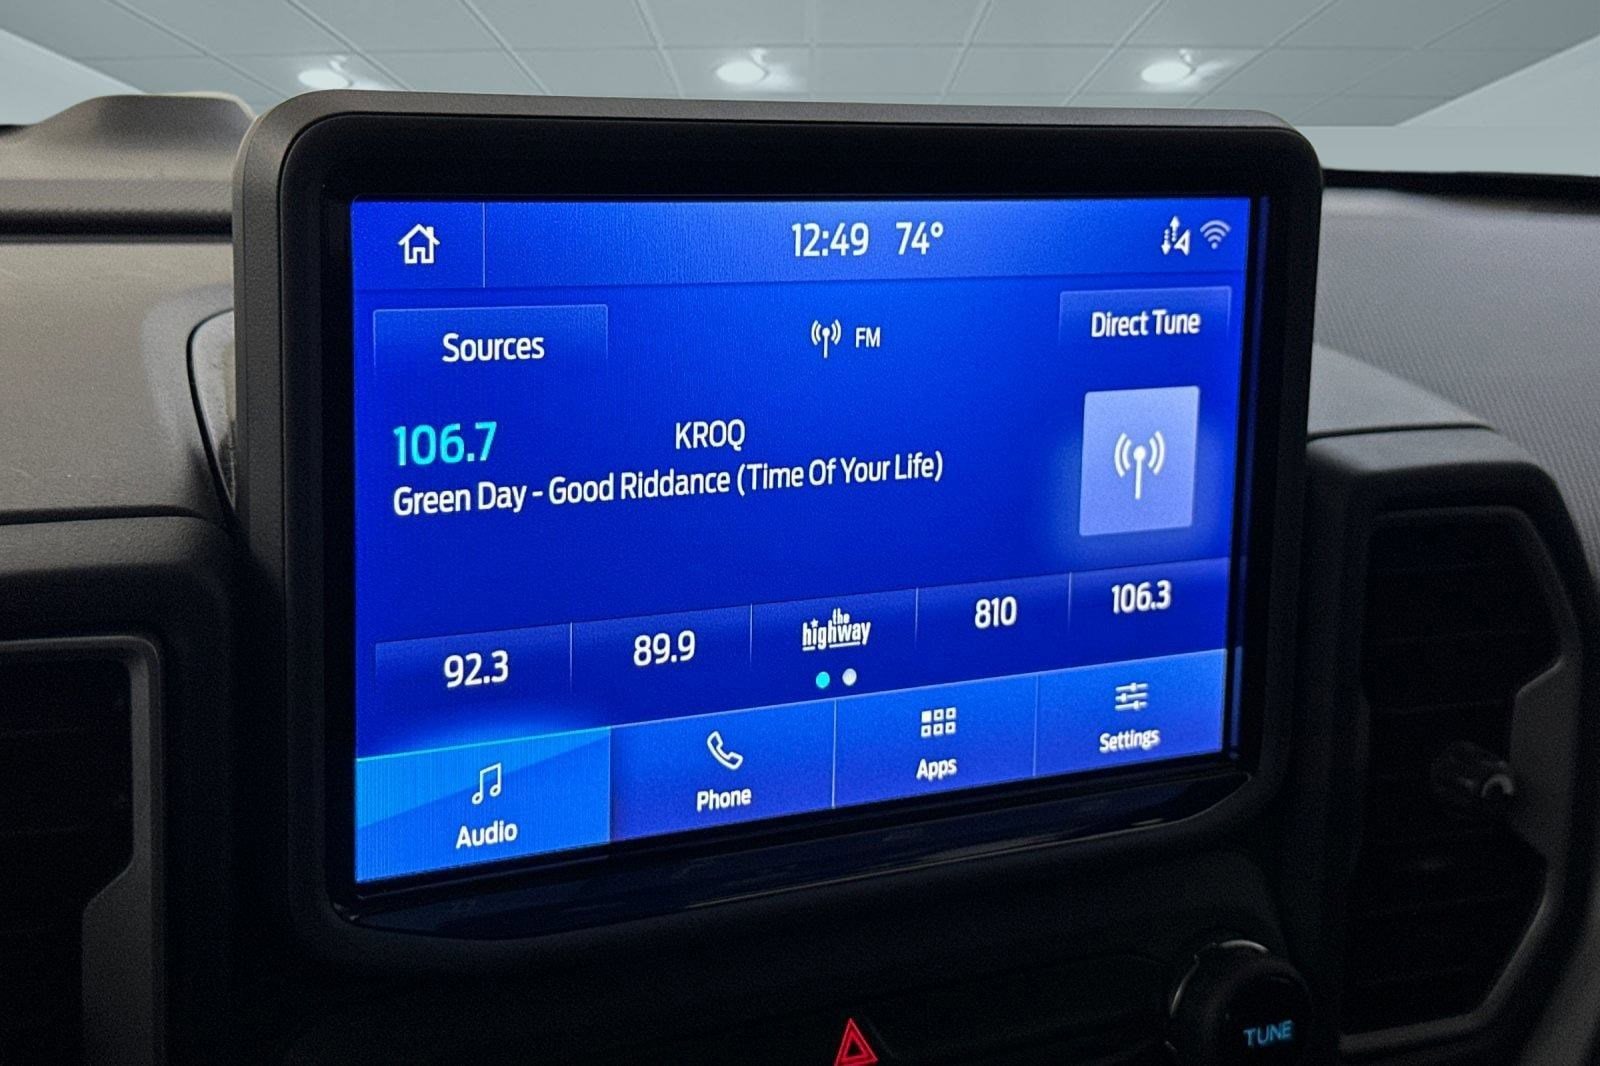 12:49 74°
Sources
FM
Direct Tune
106.7
KROQ
Green Day - Good Riddance (Time Of Your Life)
92.3
89.9
the
highway
810
106.3
Audio
Phone
Apps
Settings
TUNE